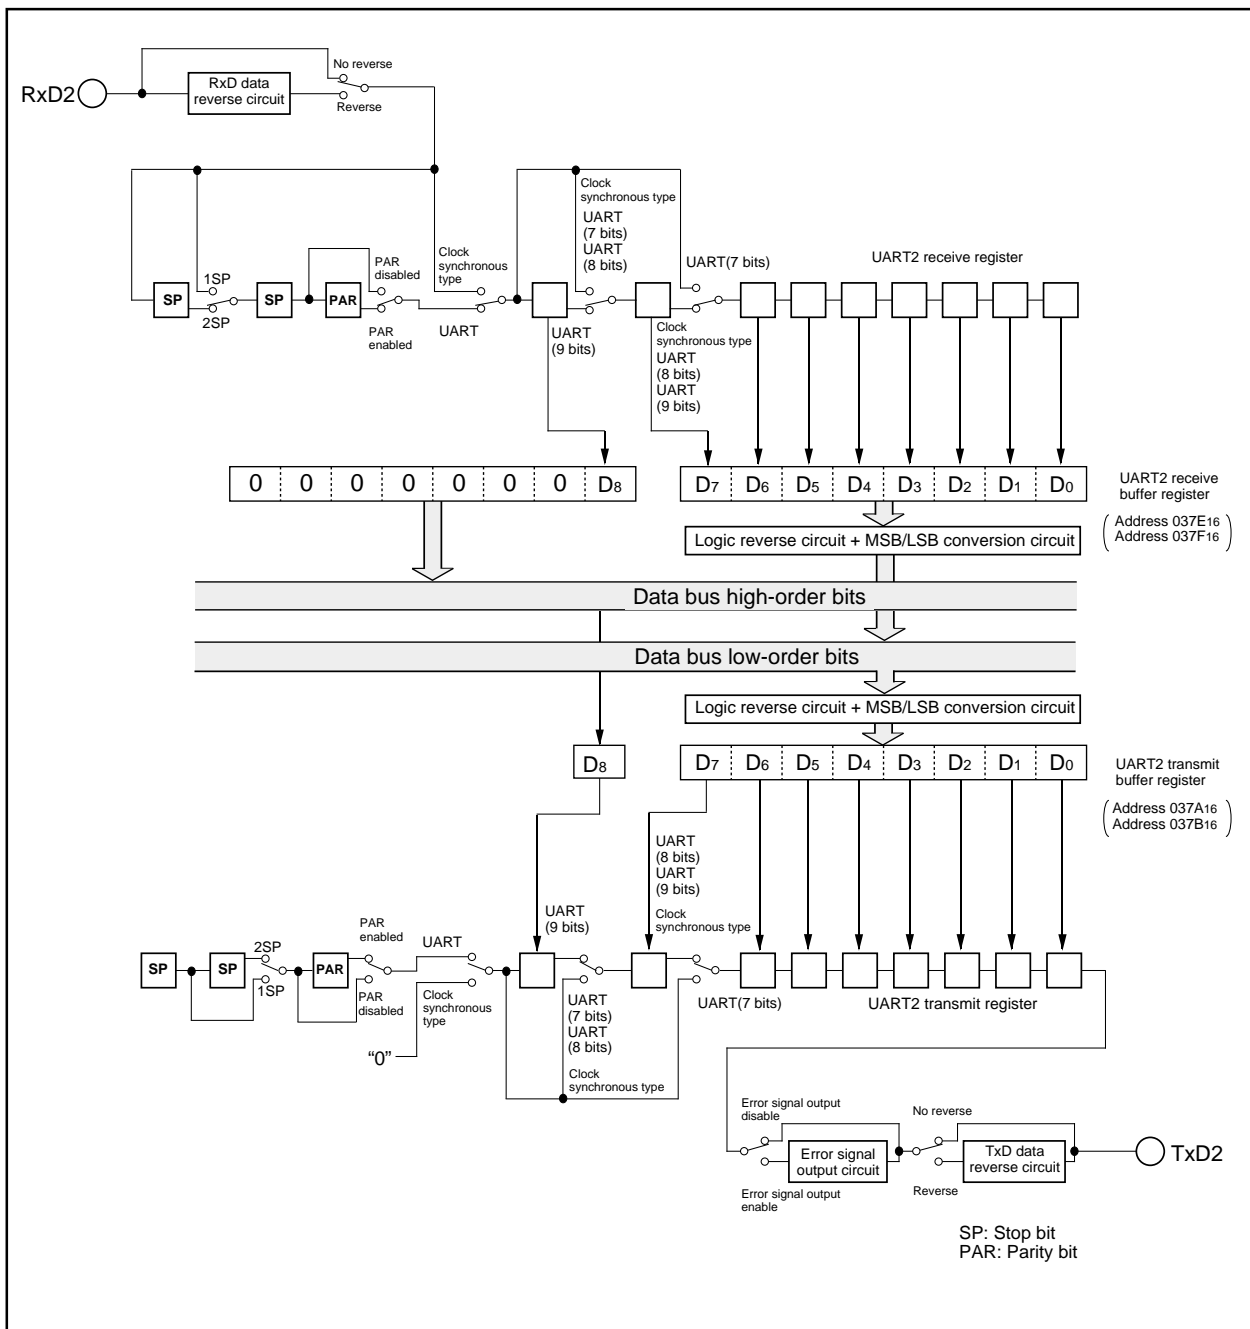 No reverse
RxD2
RxD data
reverse circuit
Reverse
Clock
synchronous type
UART
(7 bits)
UART
(8 bits)
1SP
PAR
disabled
Clock
synchronous
type
UART(7 bits)
UART2 receive register
SP
SP
PAR
2SP
PAR
enabled
UART
UART
(9 bits)
Clock
synchronous type
UART
(8 bits)
UART
(9 bits)
0 0 0 0 0 0 0 D8
D7 D6 D5 D4 D3 D2 D1 D0
UART2 receive
buffer register
Address 037E16
Address 037F16
Logic reverse circuit + MSB/LSB conversion circuit
Data bus high-order bits
Data bus low-order bits
Logic reverse circuit + MSB/LSB conversion circuit
D8
D7 D6 D5 D4 D3 D2 D1 D0
UART2 transmit
buffer register
Address 037A16
Address 037B16
UART
(8 bits)
UART
(9 bits)
Clock
synchronous type
UART
(9 bits)
PAR
enabled
UART
2SP
SP
SP
PAR
1SP
PAR
disabled
Clock
synchronous
type
“0”
UART
(7 bits)
UART
(8 bits)
Clock
synchronous type
UART(7 bits)
UART2 transmit register
Error signal output
disable
No reverse
Error signal
output circuit
TxD data
reverse circuit
TxD2
Error signal output
enable
Reverse
SP: Stop bit
PAR: Parity bit